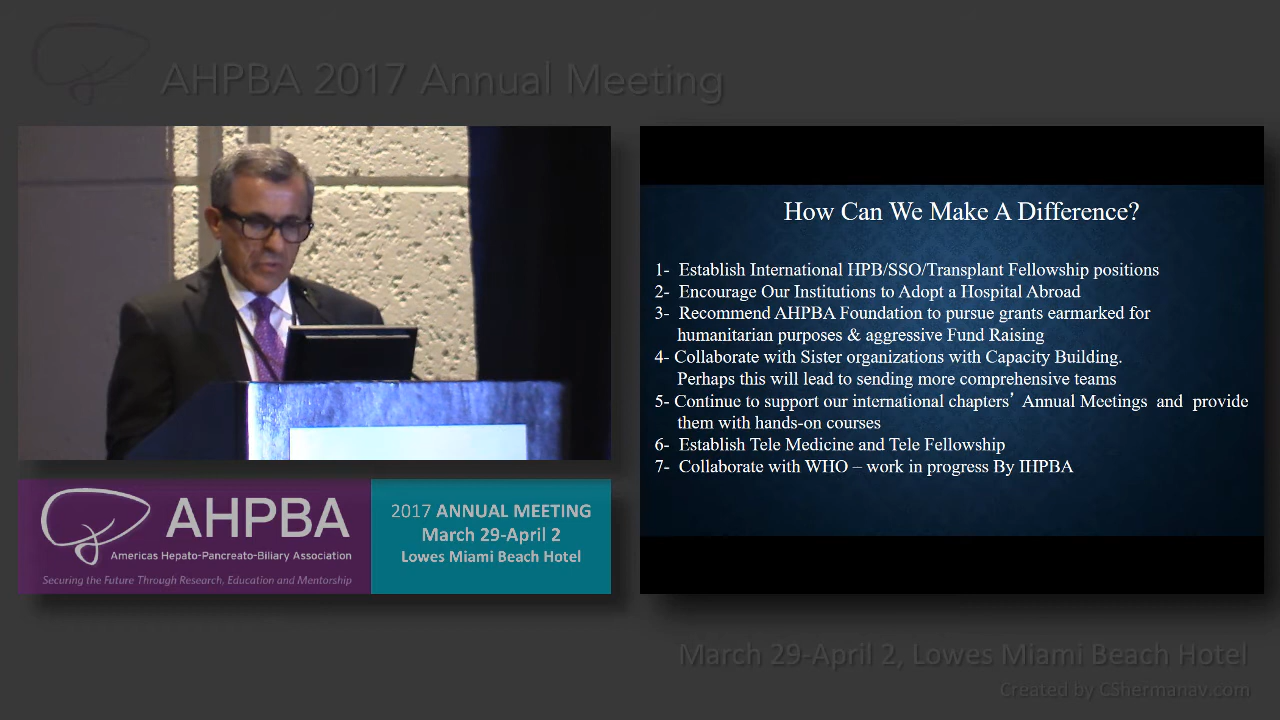 AHPBA 2017 Annual Meeting
How Can We Make A Difference?
1- Establish International HPB/SSO/Transplant Fellowship positions
2- Encourage Our Institutions to Adopt a Hospital Abroad
3- Recommend AHPBA Foundation to pursue grants earmarked for
humanitarian purposes & aggressive Fund Raising
4- Collaborate with Sister organizations with Capacity Building.
Perhaps this will lead to sending more comprehensive teams
5- Continue to support our international chapters’ Annual Meetings and provide
them with hands-on courses
6- Establish Tele Medicine and Tele Fellowship
7- Collaborate with WHO – work in progress By IHPBA
AHPBA
Americas Hepato-Pancreato-Biliary Association
Securing the Future Through Research, Education and Mentorship
2017 ANNUAL MEETING
March 29-April 2
Lowes Miami Beach Hotel
March 29-April 2, Lowes Miami Beach Hotel
Created by CShermanav.com